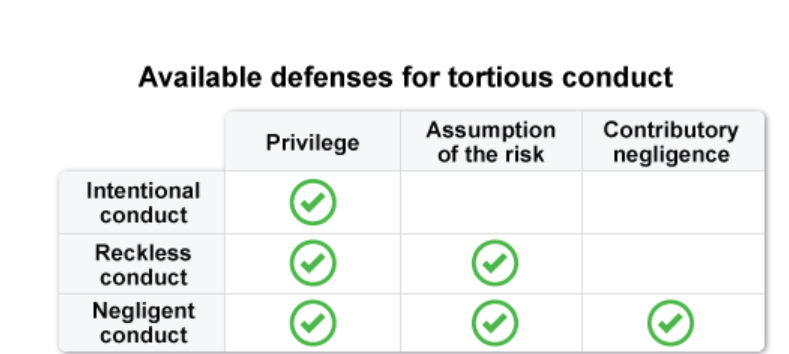 Available defenses for tortious conduct
Privilege
Assumption
of the risk
Contributory
negligence
Intentional
conduct
Reckless
conduct
Negligent
conduct